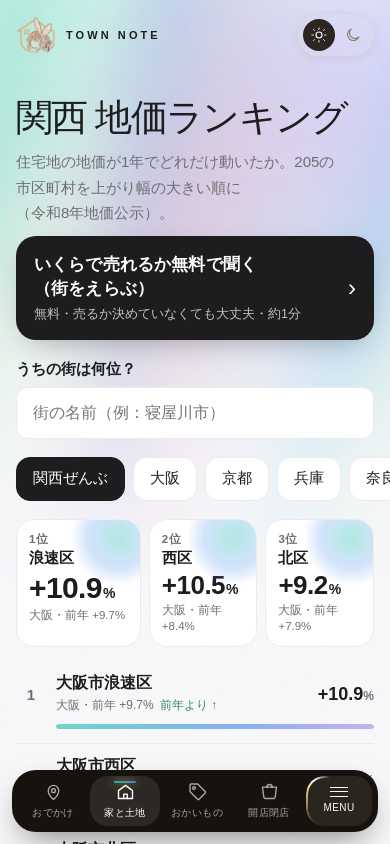 TOWN NOTE
関西 地価ランキング
住宅地の地価が1年でどれだけ動いたか。205の
市区町村を上がり幅の大きい順に
（令和8年地価公示）。
いくらで売れるか無料で聞く
（街をえらぶ）
›
無料・売るか決めていなくても大丈夫・約1分
うちの街は何位？
街の名前（例：寝屋川市）
関西ぜんぶ 大阪 京都 兵庫 奈良
1位
浪速区
+10.9%
大阪・前年 +9.7%
2位
西区
+10.5%
大阪・前年
+8.4%
3位
北区
+9.2%
大阪・前年
+7.9%
1 大阪市浪速区 +10.9%
大阪・前年 +9.7% 前年より ↑
大阪市西区
おでかけ 家と土地 おかいもの 開店閉店 MENU